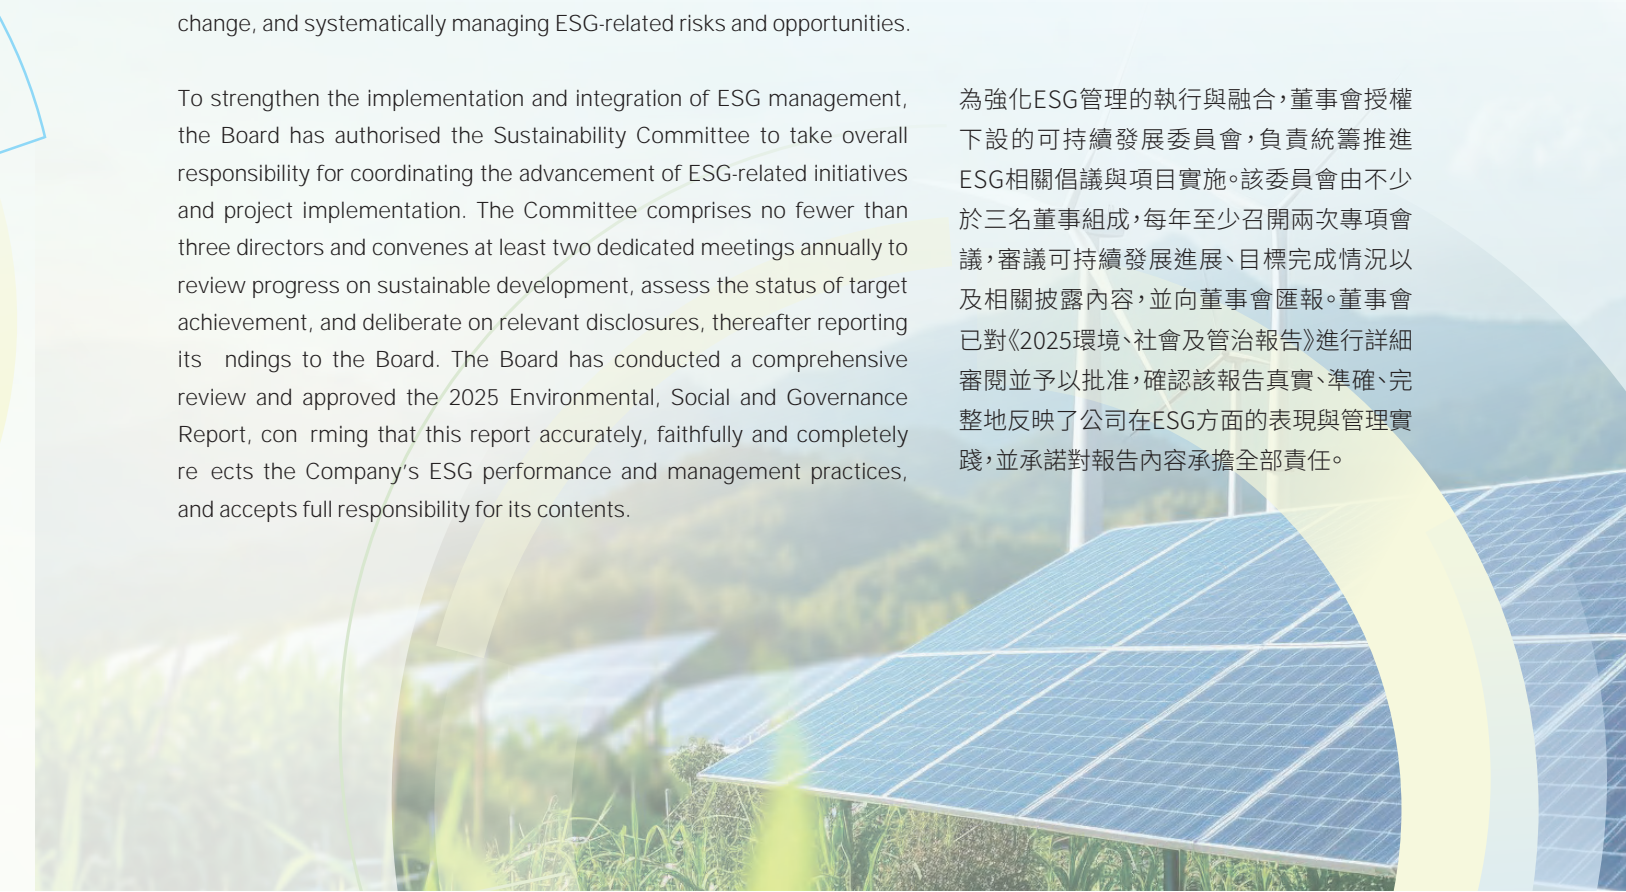 change, and systematically managing ESG-related risks and opportunities.
To strengthen the implementation and integration of ESG management,
the Board has authorised the Sustainability Committee to take overall
responsibility for coordinating the advancement of ESG-related initiatives
and project implementation. The Committee comprises no fewer than
three directors and convenes at least two dedicated meetings annually to
review progress on sustainable development, assess the status of target
achievement, and deliberate on relevant disclosures, thereafter reporting
its ndings to the Board. The Board has conducted a comprehensive
review and approved the 2025 Environmental, Social and Governance
Report, con rming that this report accurately, faithfully and completely
re ects the Company's ESG performance and management practices,
and accepts full responsibility for its contents.
為強化ESG管理的執行與融合，董事會授權
下設的可持續發展委員會，負責統籌推進
ESG相關倡議與項目實施。該委員會由不少
於三名董事組成，每年至少召開兩次專項會
議，審議可持續發展進展、目標完成情況以
及相關披露內容，並向董事會匯報。董事會
已對《2025環境、社會及管治報告》進行詳細
審閱並予以批准，確認該報告真實、準確、完
整地反映了公司在ESG方面的表現與管理實
踐，並承諾對報告內容承擔全部責任。